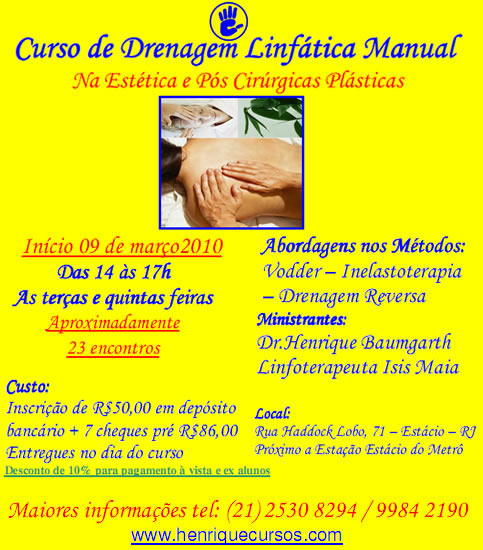 Curso de Drenagem Linfática Manual
Na Estética e Pós Cirúrgicas Plásticas
Início 09 de março2010
Das 14 às 17h
As terças e quintas feiras
Aproximadamente
23 encontros
Abordagens nos Métodos:
Vodder – Inelastoterapia
– Drenagem Reversa
Ministrantes:
Dr.Henrique Baumgarth
Linfoterapeuta Isis Maia
Custo:
Inscrição de R$50,00 em depósito
bancário + 7 cheques pré R$86,00
Entregues no dia do curso
Desconto de 10% para pagamento à vista e ex alunos
Local:
Rua Haddock Lobo, 71 – Estácio – RJ
Próximo a Estação Estácio do Metrô
Maiores informações tel: (21) 2530 8294 / 9984 2190
www.henriquecursos.com